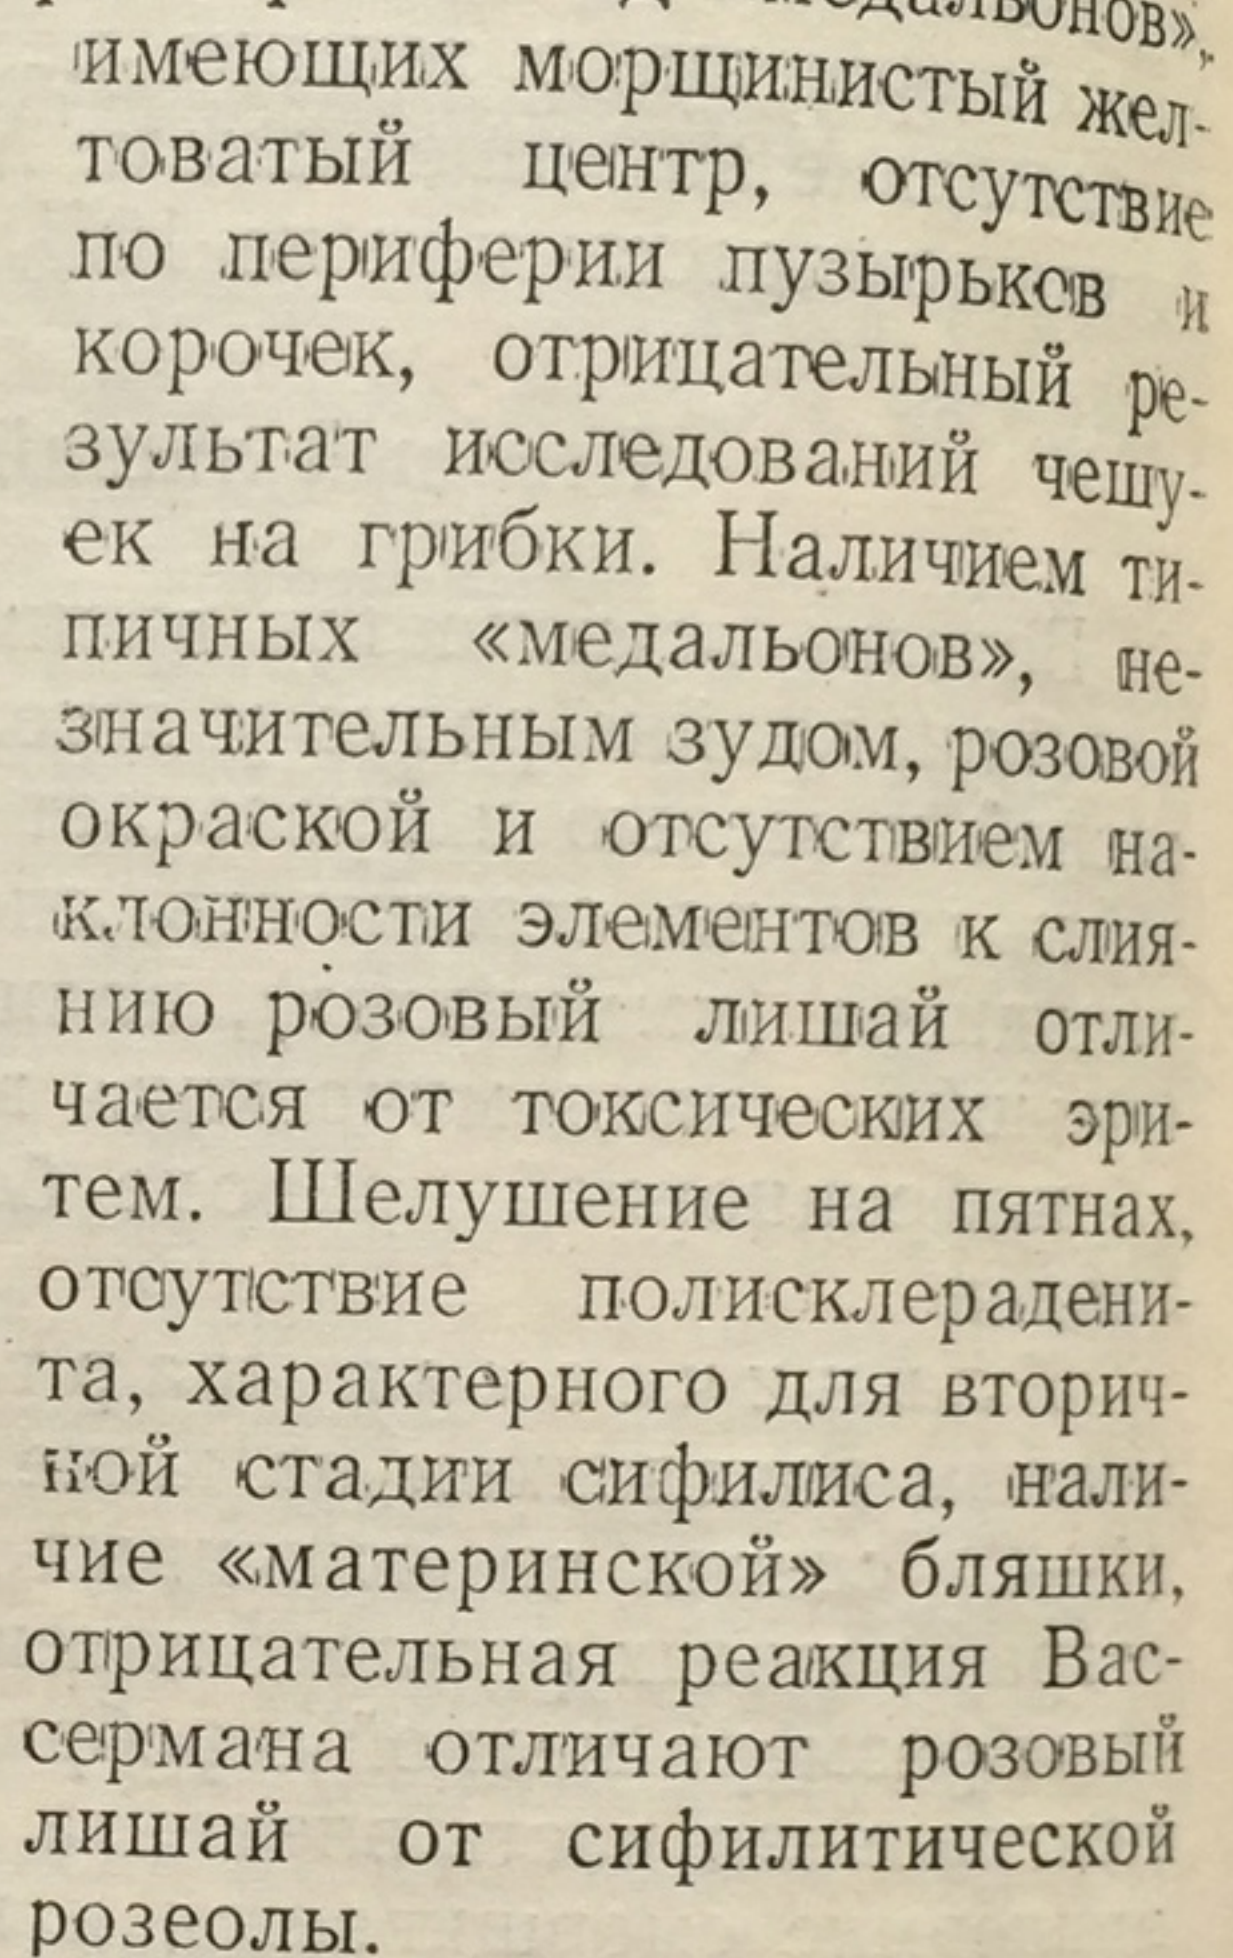 медальонов»,
имеющих морщинистый жел-
товатый центр, отсутствие
по периферии пузырьков и
корочек, отрицательный ре-
зультат исследований чешу-
ек на грибки. Наличием ти-
пичных «медальонов», не-
значительным зудом, розовой
окраской и отсутствием на-
клонности элементов к слия-
нию розовый лишай отли-
чается от токсических эри-
тем. Шелушение на пятнах,
отсутствие полисклерадени-
та, характерного для вторич-
ной стадии сифилиса, нали-
чие «материнской» бляшки,
отрицательная реакция Вас-
сермана отличают розовый
лишай от сифилитической
розеолы.